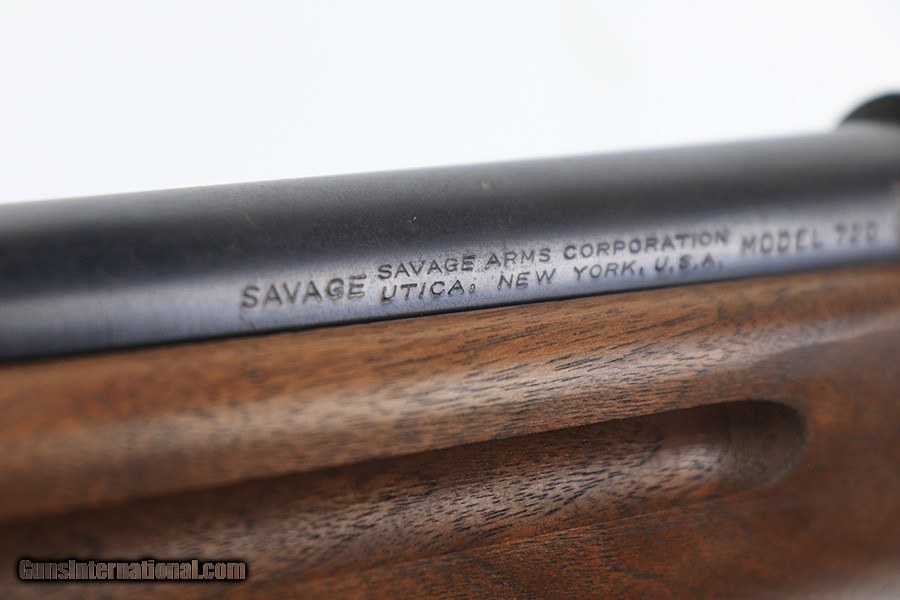 SAVAGE SAVAGE ARMS CORPORATION MODEL 720
UTICA, NEW YORK, U.S.A.
GunsInternational.com